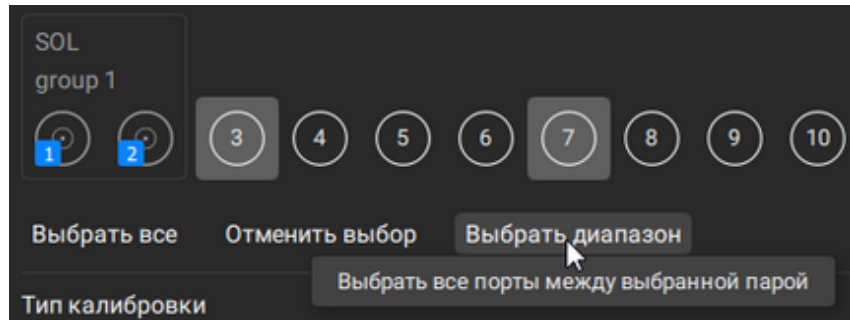 SOL
group 1
1 2 3 4 5 6 7 8 9 10
Выбрать все Отменить выбор Выбрать диапазон
Выбрать все порты между выбранной парой
Тип калибровки